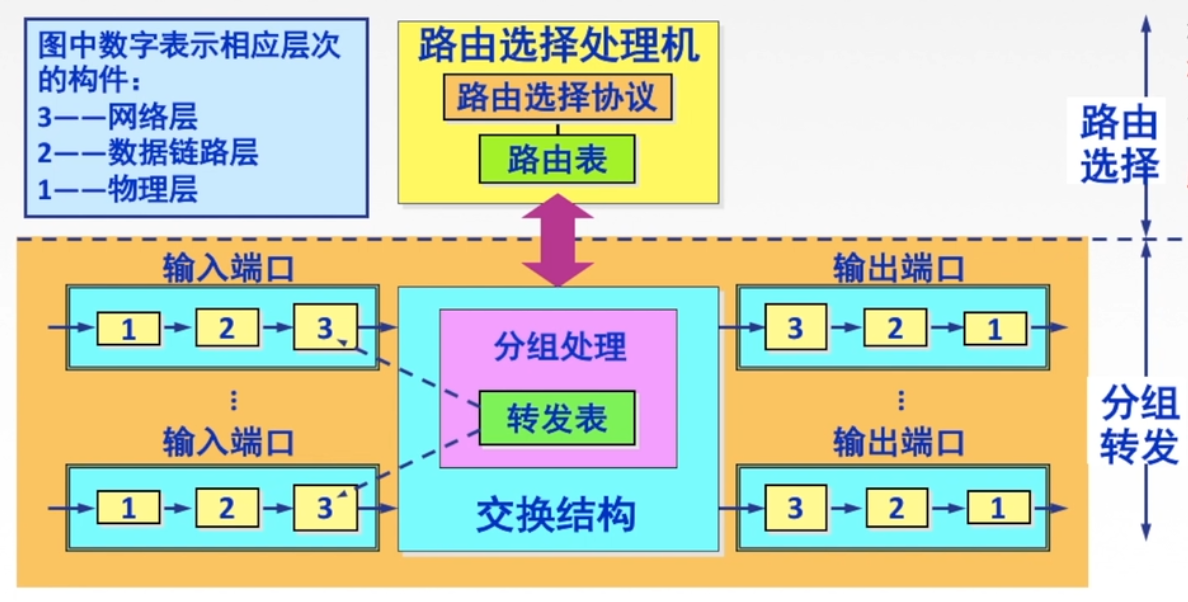 图中数字表示相应层次
的构件：
3——网络层
2——数据链路层
1——物理层
路由选择处理机
路由选择协议
路由表
路由
选择
输入端口
1 2 3
⋮
输入端口
1 2 3
分组处理
转发表
交换结构
输出端口
3 2 1
⋮
输出端口
3 2 1
分组
转发